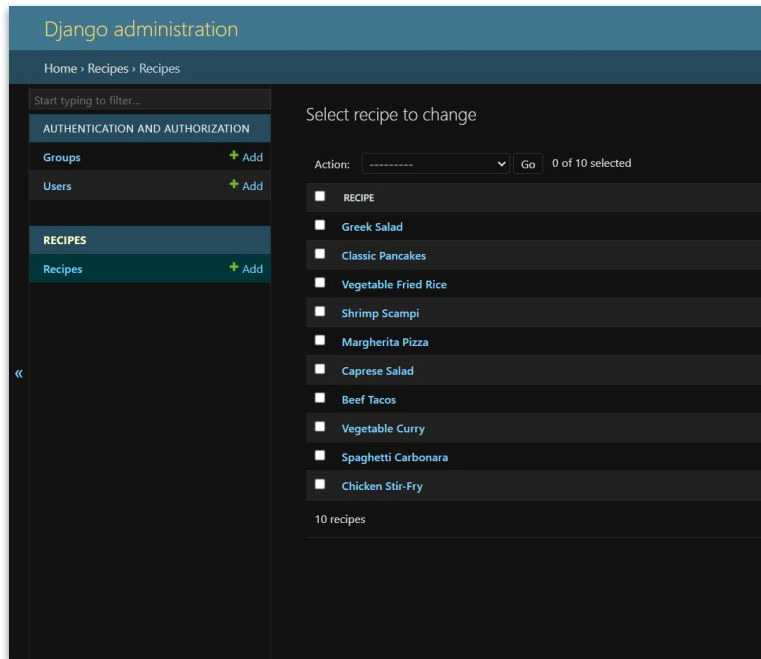 Django administration
Home › Recipes › Recipes
Start typing to filter...
AUTHENTICATION AND AUTHORIZATION
Groups + Add
Users + Add
RECIPES
Recipes + Add
«
Select recipe to change
Action: --------- Go 0 of 10 selected
RECIPE
Greek Salad
Classic Pancakes
Vegetable Fried Rice
Shrimp Scampi
Margherita Pizza
Caprese Salad
Beef Tacos
Vegetable Curry
Spaghetti Carbonara
Chicken Stir-Fry
10 recipes